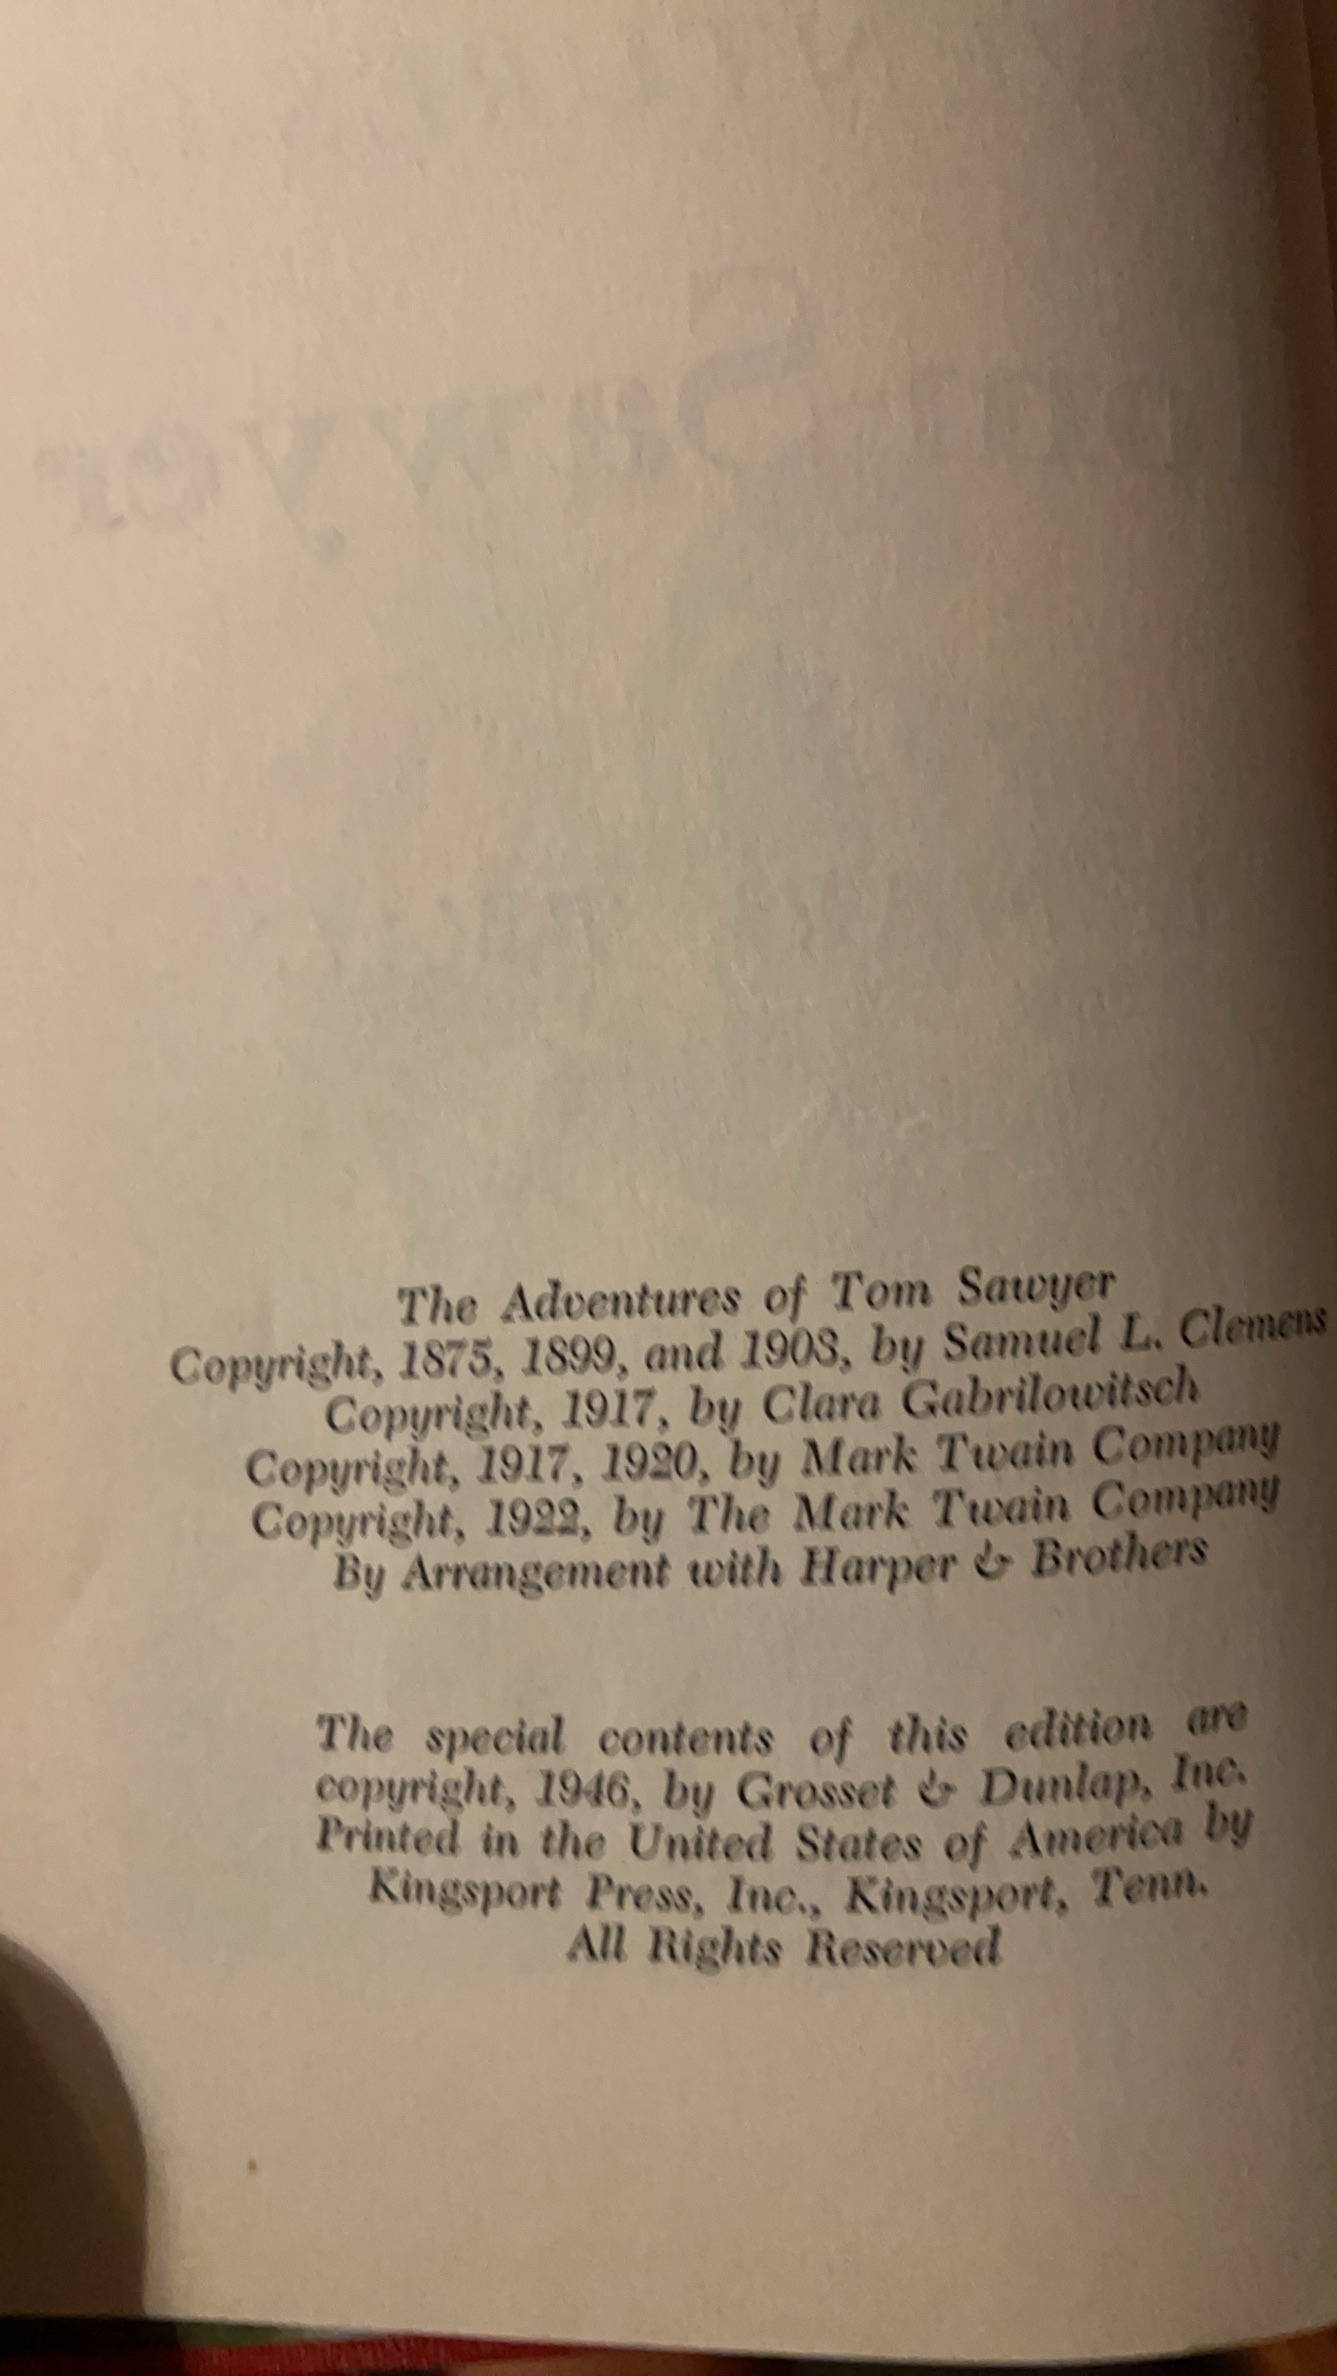 The Adventures of Tom Sawyer
Copyright, 1875, 1899, and 1903, by Samuel L. Clemens
Copyright, 1917, by Clara Gabrilowitsch
Copyright, 1917, 1920, by Mark Twain Company
Copyright, 1922, by The Mark Twain Company
By Arrangement with Harper & Brothers
The special contents of this edition are
copyright, 1946, by Grosset & Dunlap, Inc.
Printed in the United States of America by
Kingsport Press, Inc., Kingsport, Tenn.
All Rights Reserved